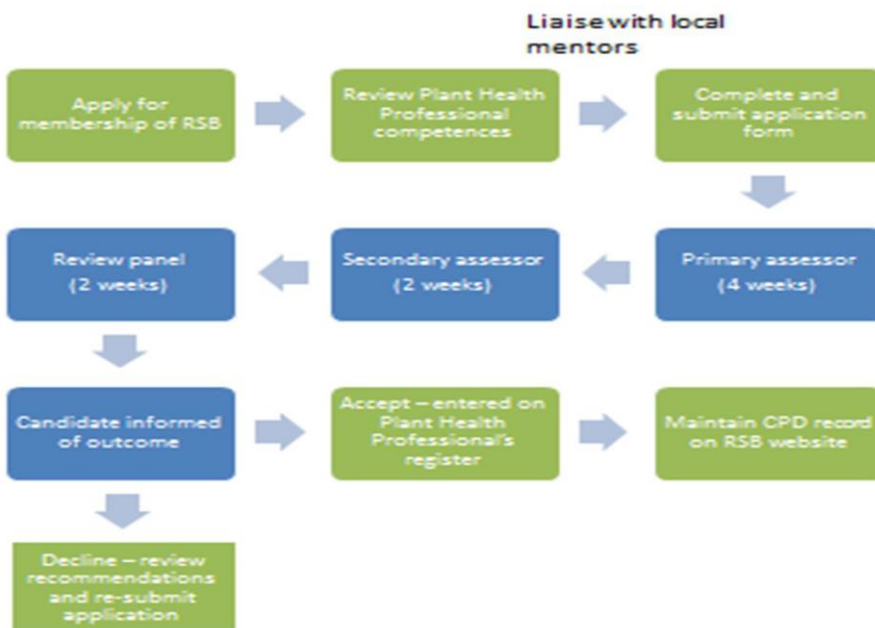 Liaise with local
mentors
Apply for
membership of RSB
Review Plant Health
Professional
competences
Complete and
submit application
form
Review panel
(2 weeks)
Secondary assessor
(2 weeks)
Primary assessor
(4 weeks)
Candidate informed
of outcome
Accept – entered on
Plant Health
Professional's
register
Maintain CPD record
on RSB website
Decline – review
recommendations
and re-submit
application